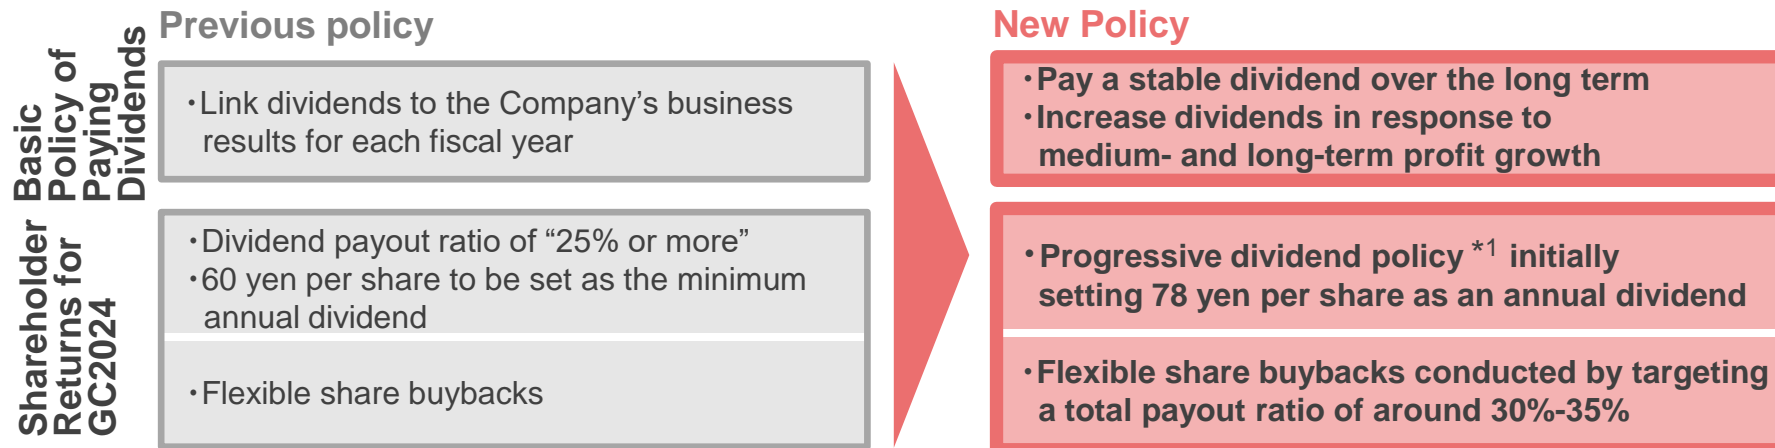 Previous policy
New Policy
Basic
Policy of
Paying
Dividends
・Link dividends to the Company’s business
results for each fiscal year
・Pay a stable dividend over the long term
・Increase dividends in response to
medium- and long-term profit growth
Shareholder
Returns for
GC2024
・Dividend payout ratio of “25% or more”
・60 yen per share to be set as the minimum
annual dividend
・Flexible share buybacks
・Progressive dividend policy *1 initially
setting 78 yen per share as an annual dividend
・Flexible share buybacks conducted by targeting
a total payout ratio of around 30%-35%